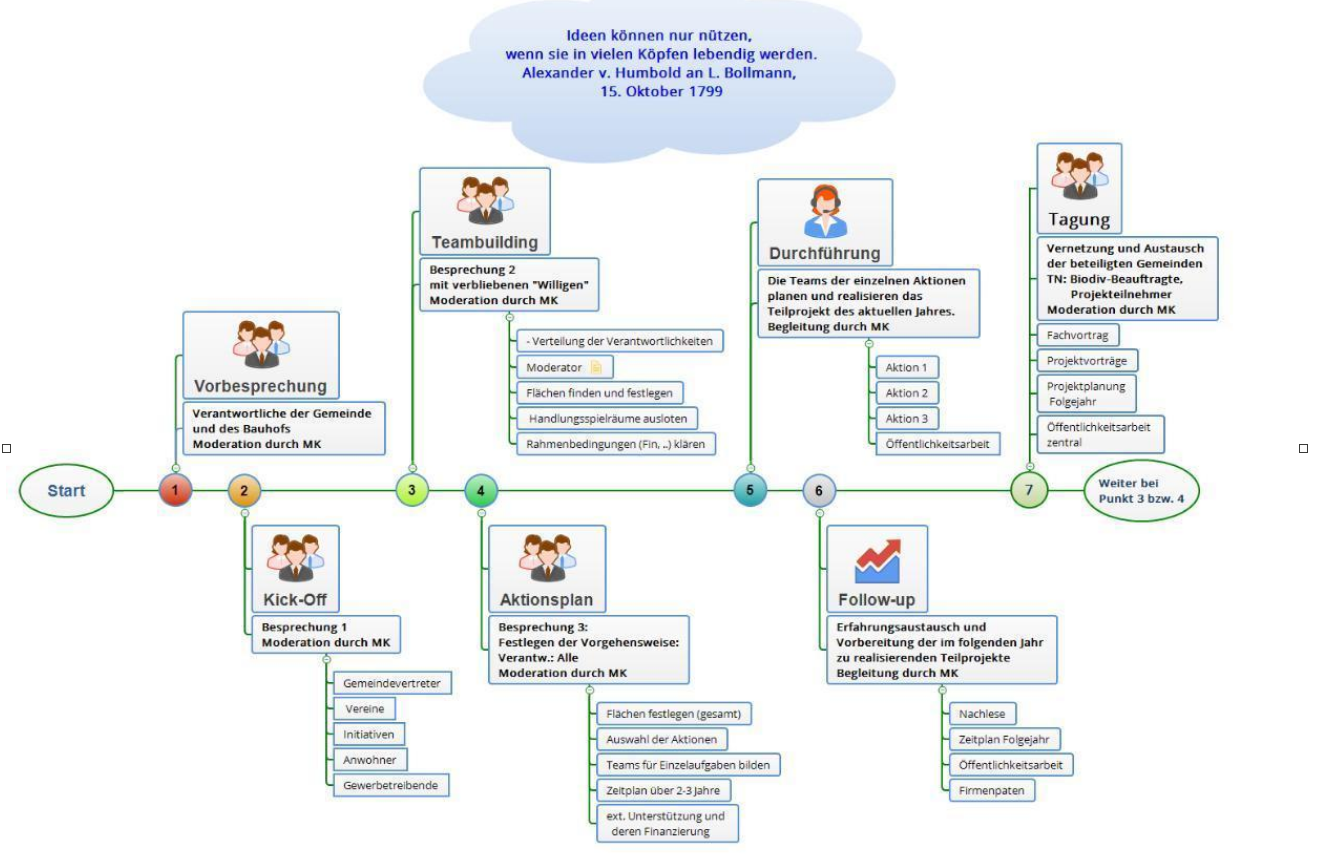 Ideen können nur nützen,
wenn sie in vielen Köpfen lebendig werden.
Alexander v. Humbold an L. Bollmann,
15. Oktober 1799
Start
1
Vorbesprechung
Verantwortliche der Gemeinde
und des Bauhofs
Moderation durch MK
2
Kick-Off
Besprechung 1
Moderation durch MK
Gemeindevertreter
Vereine
Initiativen
Anwohner
Gewerbetreibende
3
Teambuilding
Besprechung 2
mit verbliebenen "Willigen"
Moderation durch MK
- Verteilung der Verantwortlichkeiten
Moderator
Flächen finden und festlegen
Handlungsspielräume ausloten
Rahmenbedingungen (Fin, ..) klären
4
Aktionsplan
Besprechung 3:
Festlegen der Vorgehensweise:
Verantw.: Alle
Moderation durch MK
Flächen festlegen (gesamt)
Auswahl der Aktionen
Teams für Einzelaufgaben bilden
Zeitplan über 2-3 Jahre
ext. Unterstützung und
deren Finanzierung
5
Durchführung
Die Teams der einzelnen Aktionen
planen und realisieren das
Teilprojekt des aktuellen Jahres.
Begleitung durch MK
Aktion 1
Aktion 2
Aktion 3
Öffentlichkeitsarbeit
6
Follow-up
Erfahrungsaustausch und
Vorbereitung der im folgenden Jahr
zu realisierenden Teilprojekte
Begleitung durch MK
Nachlese
Zeitplan Folgejahr
Öffentlichkeitsarbeit
Firmenpaten
7
Tagung
Vernetzung und Austausch
der beteiligten Gemeinden
TN: Biodiv-Beauftragte,
Projekteilnehmer
Moderation durch MK
Fachvortrag
Projektvorträge
Projektplanung
Folgejahr
Öffentlichkeitsarbeit
zentral
Weiter bei
Punkt 3 bzw. 4